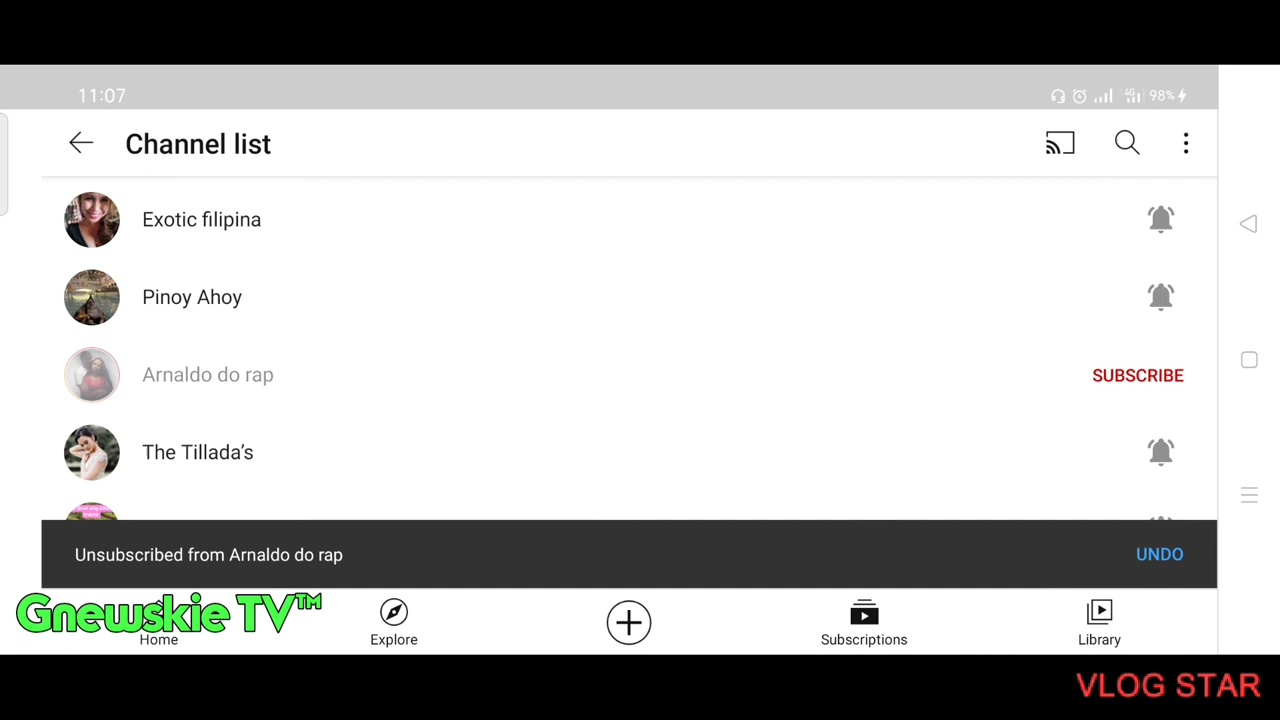 11:07
4G
98%
Channel list
Exotic filipina
Pinoy Ahoy
Arnaldo do rap
SUBSCRIBE
The Tillada’s
Unsubscribed from Arnaldo do rap
UNDO
Gnewskie TV™
Home
Explore
Subscriptions
Library
VLOG STAR